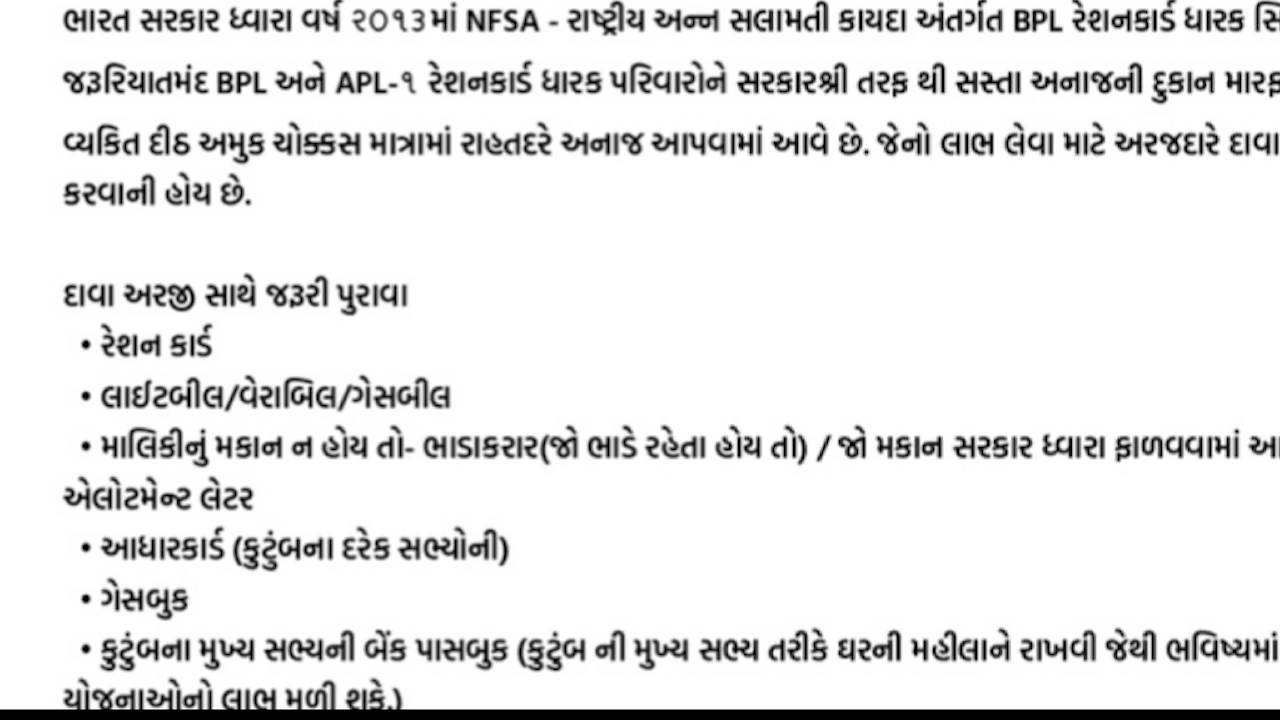 ભારત સરકાર ધ્વારા વર્ષ ૨૦૧૩માં NFSA - રાષ્ટ્રીય અન્ન સલામતી કાયદા અંતર્ગત BPL રેશનકાર્ડ ધારક
જરૂરિયાતમંદ BPL અને APL-૧ રેશનકાર્ડ ધારક પરિવારોને સરકારશ્રી તરફ થી સસ્તા અનાજની દુકાન
વ્યકિત દીઠ અમુક ચોક્કસ માત્રામાં રાહતદરે અનાજ આપવામાં આવે છે. જેનો લાભ લેવા માટે અરજદારે દાવા
કરવાની હોય છે.
દાવા અરજી સાથે જરૂરી પુરાવા
• રેશન કાર્ડ
• લાઈટબીલ/વેરાબિલ/ગેસબીલ
• માલિકીનું મકાન ન હોય તો- ભાડાકરાર(જો ભાડે રહેતા હોય તો) / જો મકાન સરકાર ધ્વારા ફાળવવામાં
એલોટમેન્ટ લેટર
• આધારકાર્ડ (કુટુંબના દરેક સભ્યોની)
• ગેસબુક
• કુટુંબના મુખ્ય સભ્યની બેંક પાસબુક (કુટુંબ ની મુખ્ય સભ્ય તરીકે ઘરની મહીલાને રાખવી જેથી ભવિષ્યમાં
યોજનાઓનો લાભ મળી શકે.)